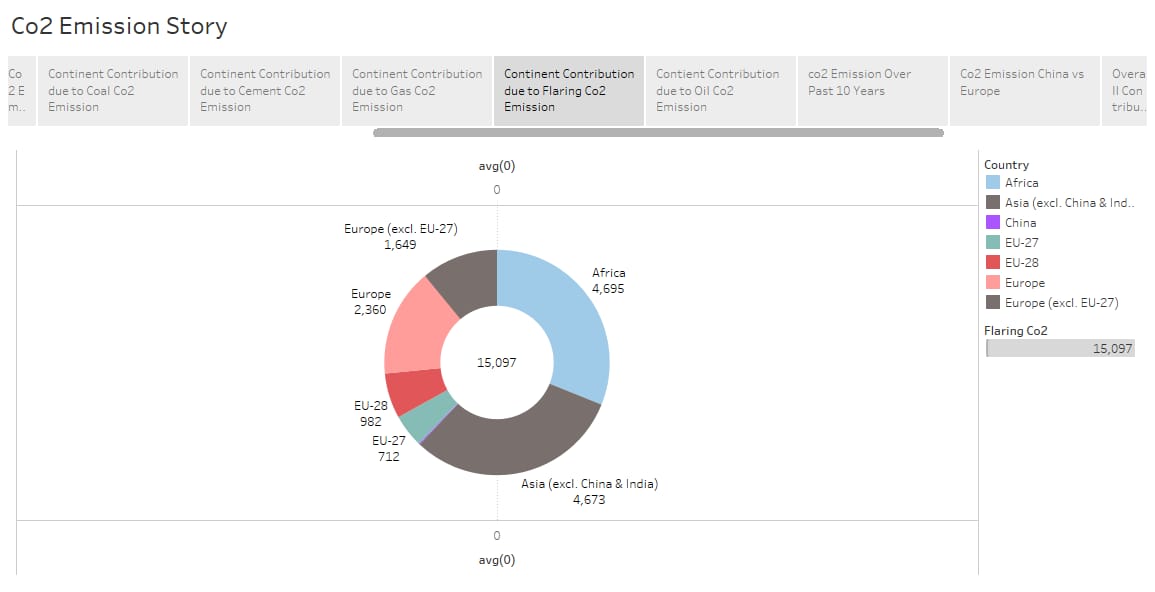 Co2 Emission Story
Co
2 E
m..
Continent Contribution
due to Coal Co2
Emission
Continent Contribution
due to Cement Co2
Emission
Continent Contribution
due to Gas Co2
Emission
Continent Contribution
due to Flaring Co2
Emission
Contient Contribution
due to Oil Co2
Emission
co2 Emission Over
Past 10 Years
Co2 Emission China vs
Europe
Overa
ll Con
tribu..
avg(0)
0
Europe (excl. EU-27)
1,649
Africa
4,695
Europe
2,360
15,097
EU-28
982
EU-27
712
Asia (excl. China & India)
4,673
0
avg(0)
Country
Africa
Asia (excl. China & Ind..
China
EU-27
EU-28
Europe
Europe (excl. EU-27)
Flaring Co2
15,097